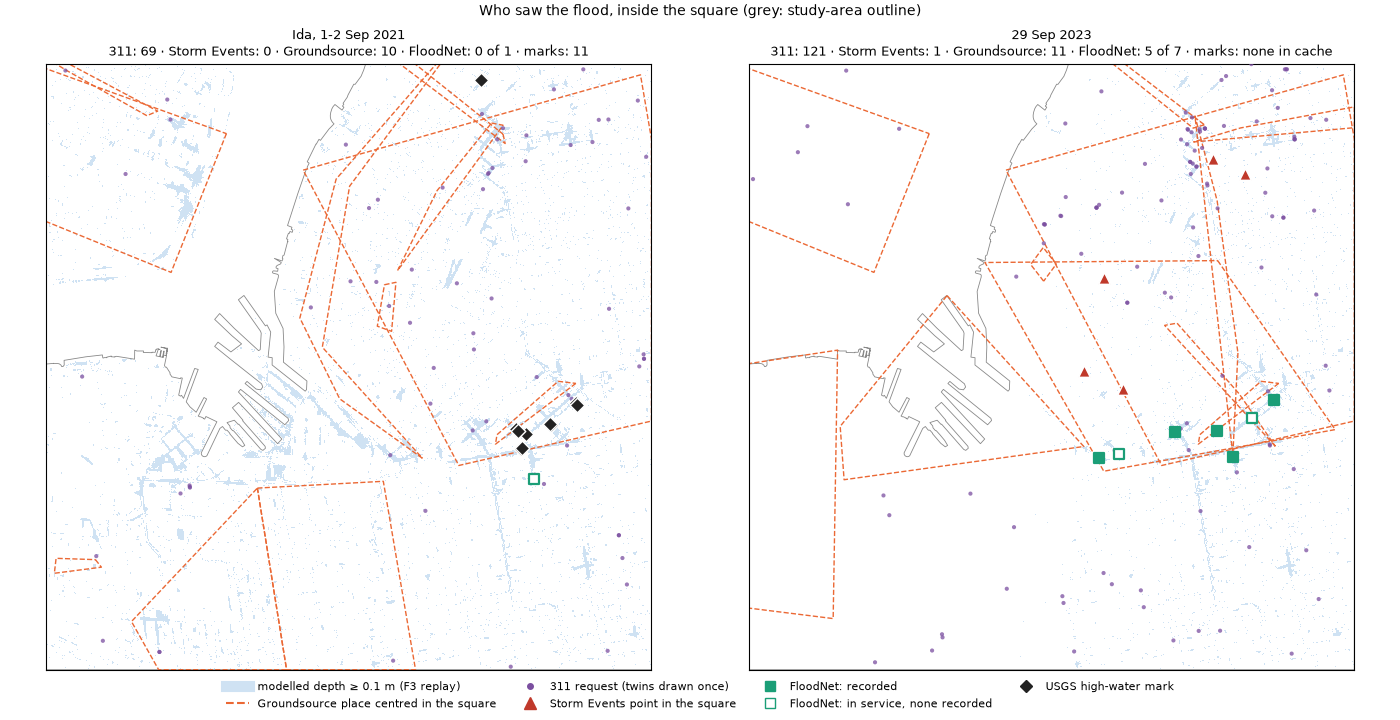 Who saw the flood, inside the square (grey: study-area outline)
Ida, 1-2 Sep 2021
311: 69 · Storm Events: 0 · Groundsource: 10 · FloodNet: 0 of 1 · marks: 11
29 Sep 2023
311: 121 · Storm Events: 1 · Groundsource: 11 · FloodNet: 5 of 7 · marks: none in cache
modelled depth ≥ 0.1 m (F3 replay)
Groundsource place centred in the square
311 request (twins drawn once)
Storm Events point in the square
FloodNet: recorded
FloodNet: in service, none recorded
USGS high-water mark